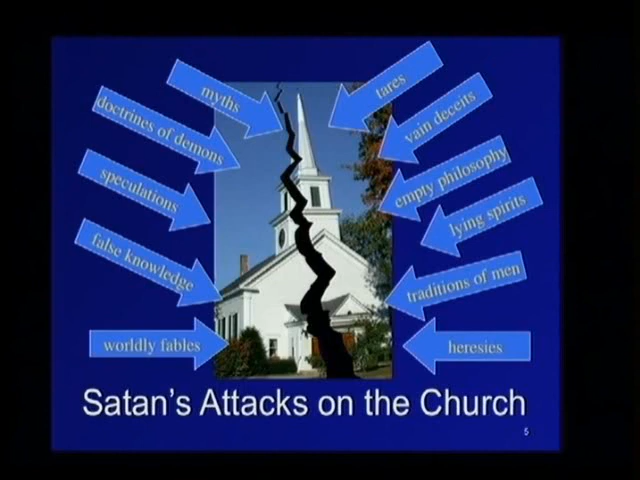 myths
doctrines of demons
speculations
false knowledge
worldly fables
tares
vain deceits
empty philosophy
lying spirits
traditions of men
heresies
Satan's Attacks on the Church
5